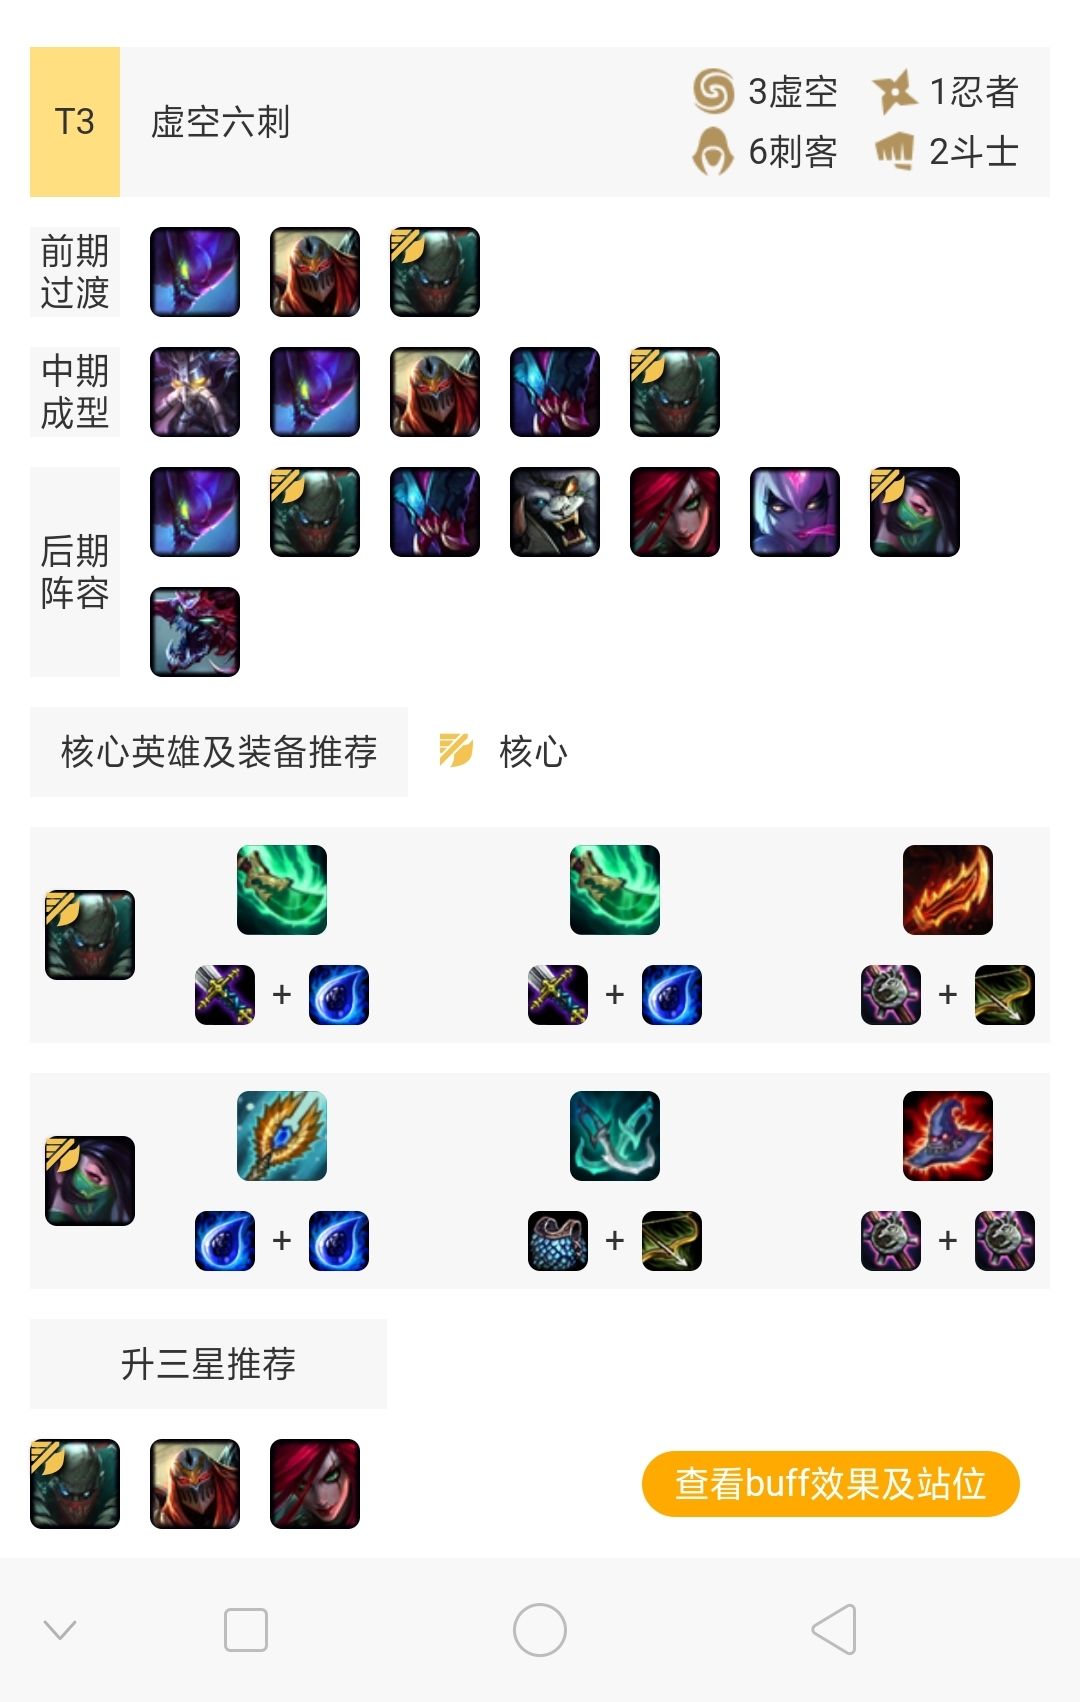 T3
虚空六刺
3虚空
1忍者
6刺客
2斗士
前期
过渡
中期
成型
后期
阵容
核心英雄及装备推荐
核心
+
+
+
+
+
+
升三星推荐
查看buff效果及站位